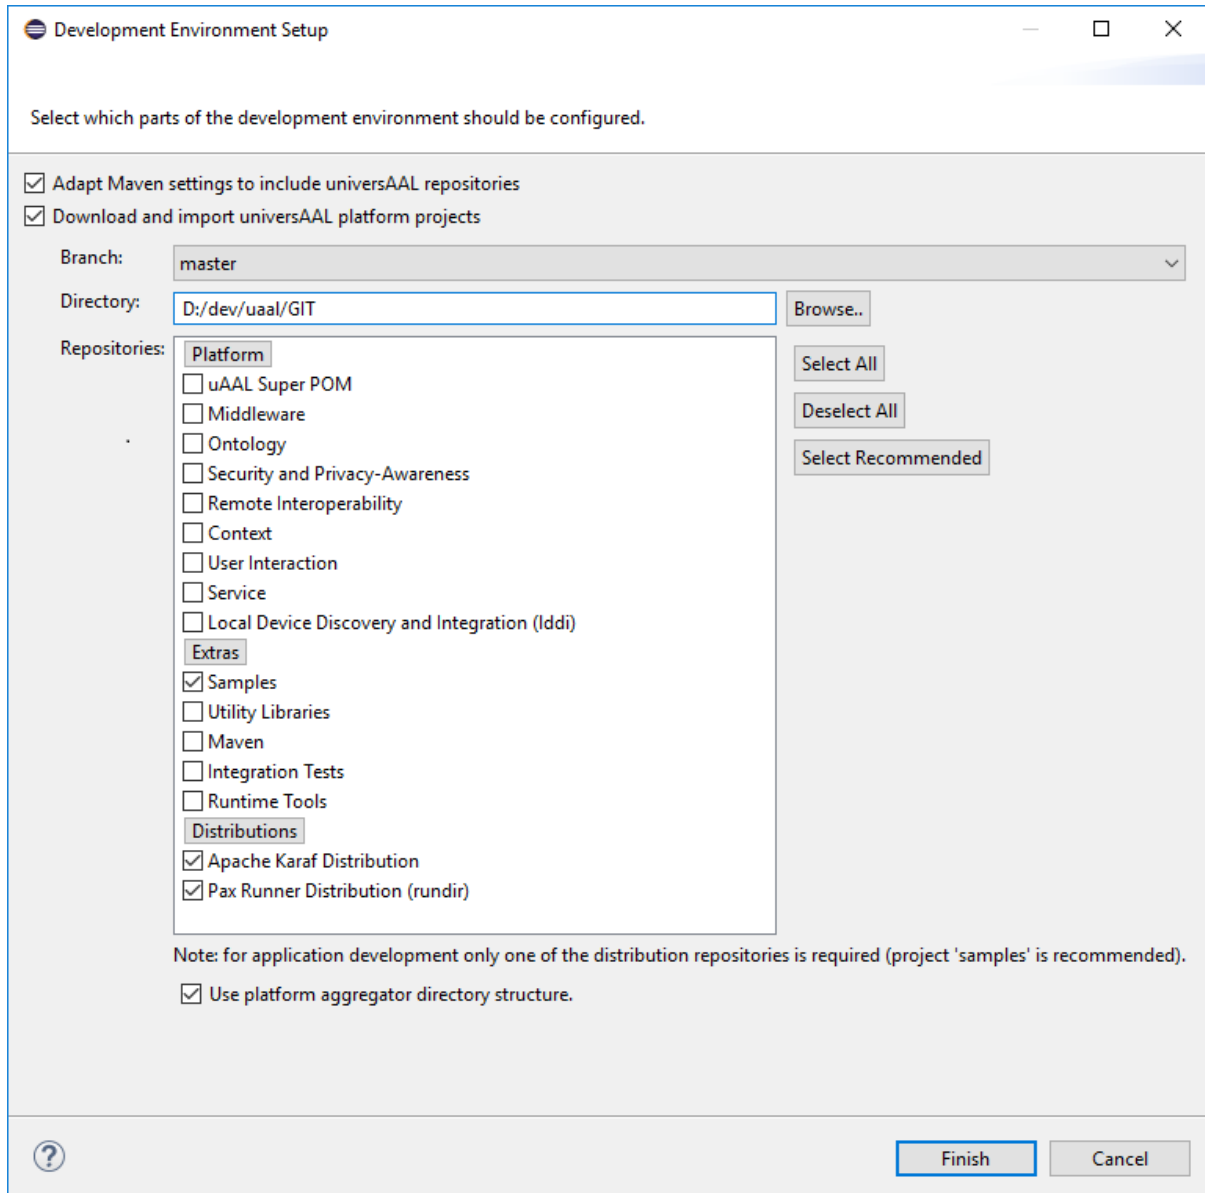 Development Environment Setup
Select which parts of the development environment should be configured.
Adapt Maven settings to include universAAL repositories
Download and import universAAL platform projects
Branch: master
Directory: D:/dev/uaal/GIT Browse..
Repositories: Platform
uAAL Super POM
Select All
Middleware
Deselect All
Ontology
Select Recommended
Security and Privacy-Awareness
Remote Interoperability
Context
User Interaction
Service
Local Device Discovery and Integration (lddi)
Extras
Samples
Utility Libraries
Maven
Integration Tests
Runtime Tools
Distributions
Apache Karaf Distribution
Pax Runner Distribution (rundir)
Note: for application development only one of the distribution repositories is required (project 'samples' is recommended).
Use platform aggregator directory structure.
? Finish Cancel